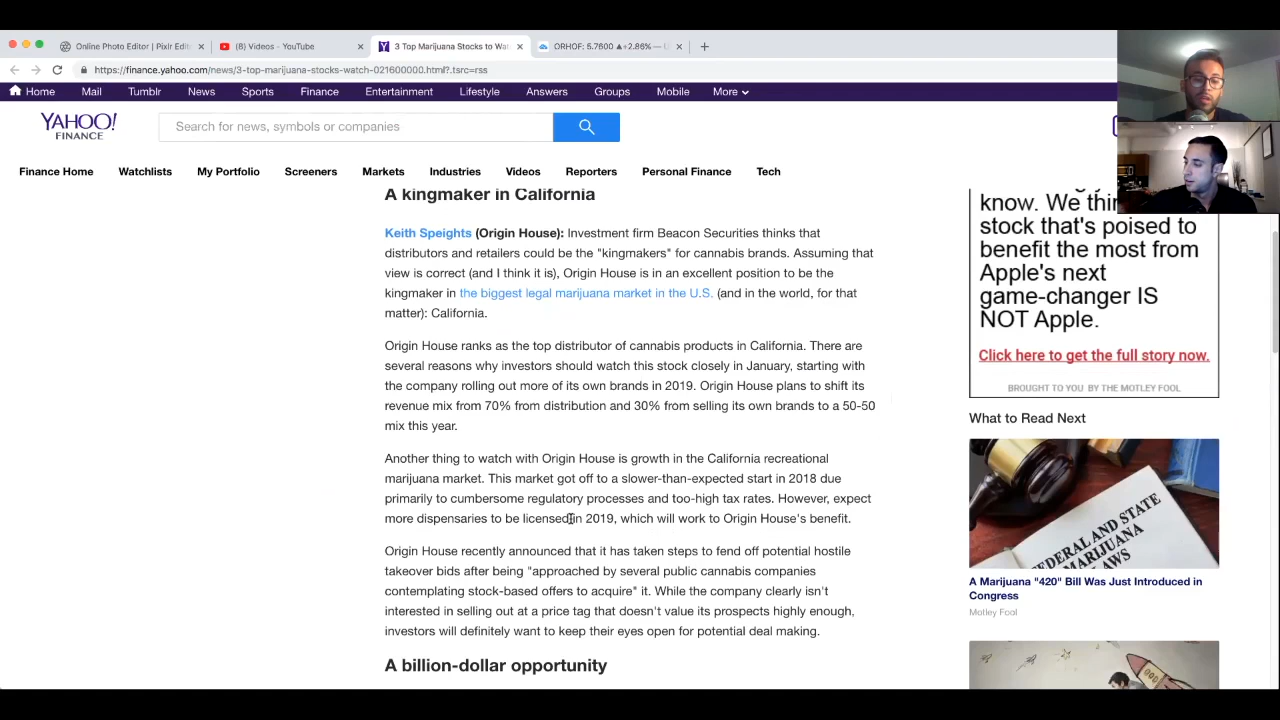 Online Photo Editor | Pixlr Edit
(8) Videos - YouTube
3 Top Marijuana Stocks to Wat
ORHOF: 5.7600 ▲+2.86% —
https://finance.yahoo.com/news/3-top-marijuana-stocks-watch-021600000.html?.tsrc=rss
Home Mail Tumblr News Sports Finance Entertainment Lifestyle Answers Groups Mobile More
YAHOO!
FINANCE
Search for news, symbols or companies
Finance Home Watchlists My Portfolio Screeners Markets Industries Videos Reporters Personal Finance Tech
A kingmaker in California
Keith Speights (Origin House): Investment firm Beacon Securities thinks that
distributors and retailers could be the "kingmakers" for cannabis brands. Assuming that
view is correct (and I think it is), Origin House is in an excellent position to be the
kingmaker in the biggest legal marijuana market in the U.S. (and in the world, for that
matter): California.
Origin House ranks as the top distributor of cannabis products in California. There are
several reasons why investors should watch this stock closely in January, starting with
the company rolling out more of its own brands in 2019. Origin House plans to shift its
revenue mix from 70% from distribution and 30% from selling its own brands to a 50-50
mix this year.
Another thing to watch with Origin House is growth in the California recreational
marijuana market. This market got off to a slower-than-expected start in 2018 due
primarily to cumbersome regulatory processes and too-high tax rates. However, expect
more dispensaries to be licensed in 2019, which will work to Origin House's benefit.
Origin House recently announced that it has taken steps to fend off potential hostile
takeover bids after being "approached by several public cannabis companies
contemplating stock-based offers to acquire" it. While the company clearly isn't
interested in selling out at a price tag that doesn't value its prospects highly enough,
investors will definitely want to keep their eyes open for potential deal making.
A billion-dollar opportunity
know. We thin
stock that's poised to
benefit the most from
Apple's next
game-changer IS
NOT Apple.
Click here to get the full story now.
BROUGHT TO YOU BY THE MOTLEY FOOL
What to Read Next
FEDERAL AND STATE
MARIJUANA
LAWS
A Marijuana "420" Bill Was Just Introduced in
Congress
Motley Fool